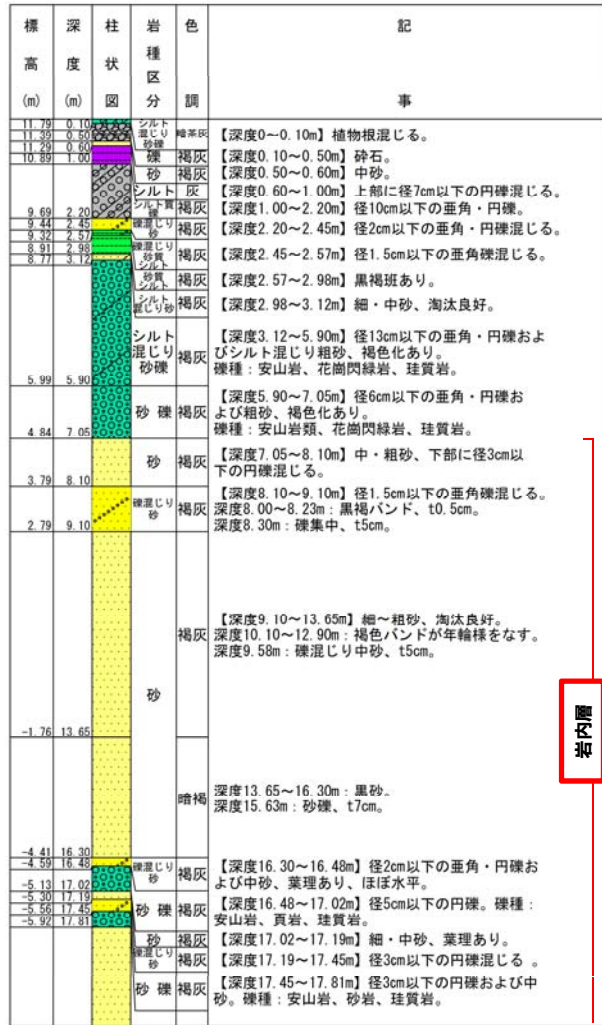 標高(m) 深度(m) 柱状図 岩種区分 色調 記事
11.79 0.10 シルト混じり砂礫 暗茶灰 【深度0~0.10m】植物根混じる。
11.39 0.50 礫 褐灰 【深度0.10~0.50m】砕石。
11.29 0.60 砂 褐灰 【深度0.50~0.60m】中砂。
10.89 1.00 シルト 灰 【深度0.60~1.00m】上部に径7cm以下の円礫混じる。
9.69 2.20 シルト質礫 褐灰 【深度1.00~2.20m】径10cm以下の亜角・円礫。
9.44 2.45 礫混じり砂 褐灰 【深度2.20~2.45m】径2cm以下の亜角・円礫混じる。
9.32 2.57 礫混じり砂質シルト 褐灰 【深度2.45~2.57m】径1.5cm以下の亜角礫混じる。
8.91 2.98 砂質シルト 褐灰 【深度2.57~2.98m】黒褐斑あり。
8.77 3.12 シルト混じり砂 褐灰 【深度2.98~3.12m】細・中砂、淘汰良好。
5.99 5.90 シルト混じり砂礫 褐灰 【深度3.12~5.90m】径13cm以下の亜角・円礫およ
びシルト混じり粗砂、褐色化あり。
礫種:安山岩、花崗閃緑岩、珪質岩。
4.84 7.05 砂礫 褐灰 【深度5.90~7.05m】径6cm以下の亜角・円礫お
よび粗砂、褐色化あり。
礫種:安山岩類、花崗閃緑岩、珪質岩。
3.79 8.10 砂 褐灰 【深度7.05~8.10m】中・粗砂、下部に径3cm以
下の円礫混じる。
2.79 9.10 礫混じり砂 褐灰 【深度8.10~9.10m】径1.5cm以下の亜角礫混じる。
深度8.00~8.23m:黒褐バンド、t0.5cm。
深度8.30m:礫集中、t5cm。
-1.76 13.65 砂 褐灰 【深度9.10~13.65m】細~粗砂、淘汰良好。
深度10.10~12.90m:褐色バンドが年輪様をなす。
深度9.58m:礫混じり中砂、t5cm。
-4.41 16.30 暗褐 深度13.65~16.30m:黒砂。
深度15.63m:砂礫、t7cm。
-4.59 16.48 礫混じり砂 褐灰 【深度16.30~16.48m】径2cm以下の亜角・円礫お
よび中砂、葉理あり、ほぼ水平。
-5.13 17.02 砂礫 褐灰 【深度16.48~17.02m】径5cm以下の円礫。礫種:
安山岩、頁岩、珪質岩。
-5.30 17.19 砂 褐灰 【深度17.02~17.19m】細・中砂、葉理あり。
-5.56 17.45 礫混じり砂 褐灰 【深度17.19~17.45m】径3cm以下の円礫混じる。
-5.92 17.81 砂礫 褐灰 【深度17.45~17.81m】径3cm以下の円礫および中
砂。礫種:安山岩、砂岩、珪質岩。
岩内層